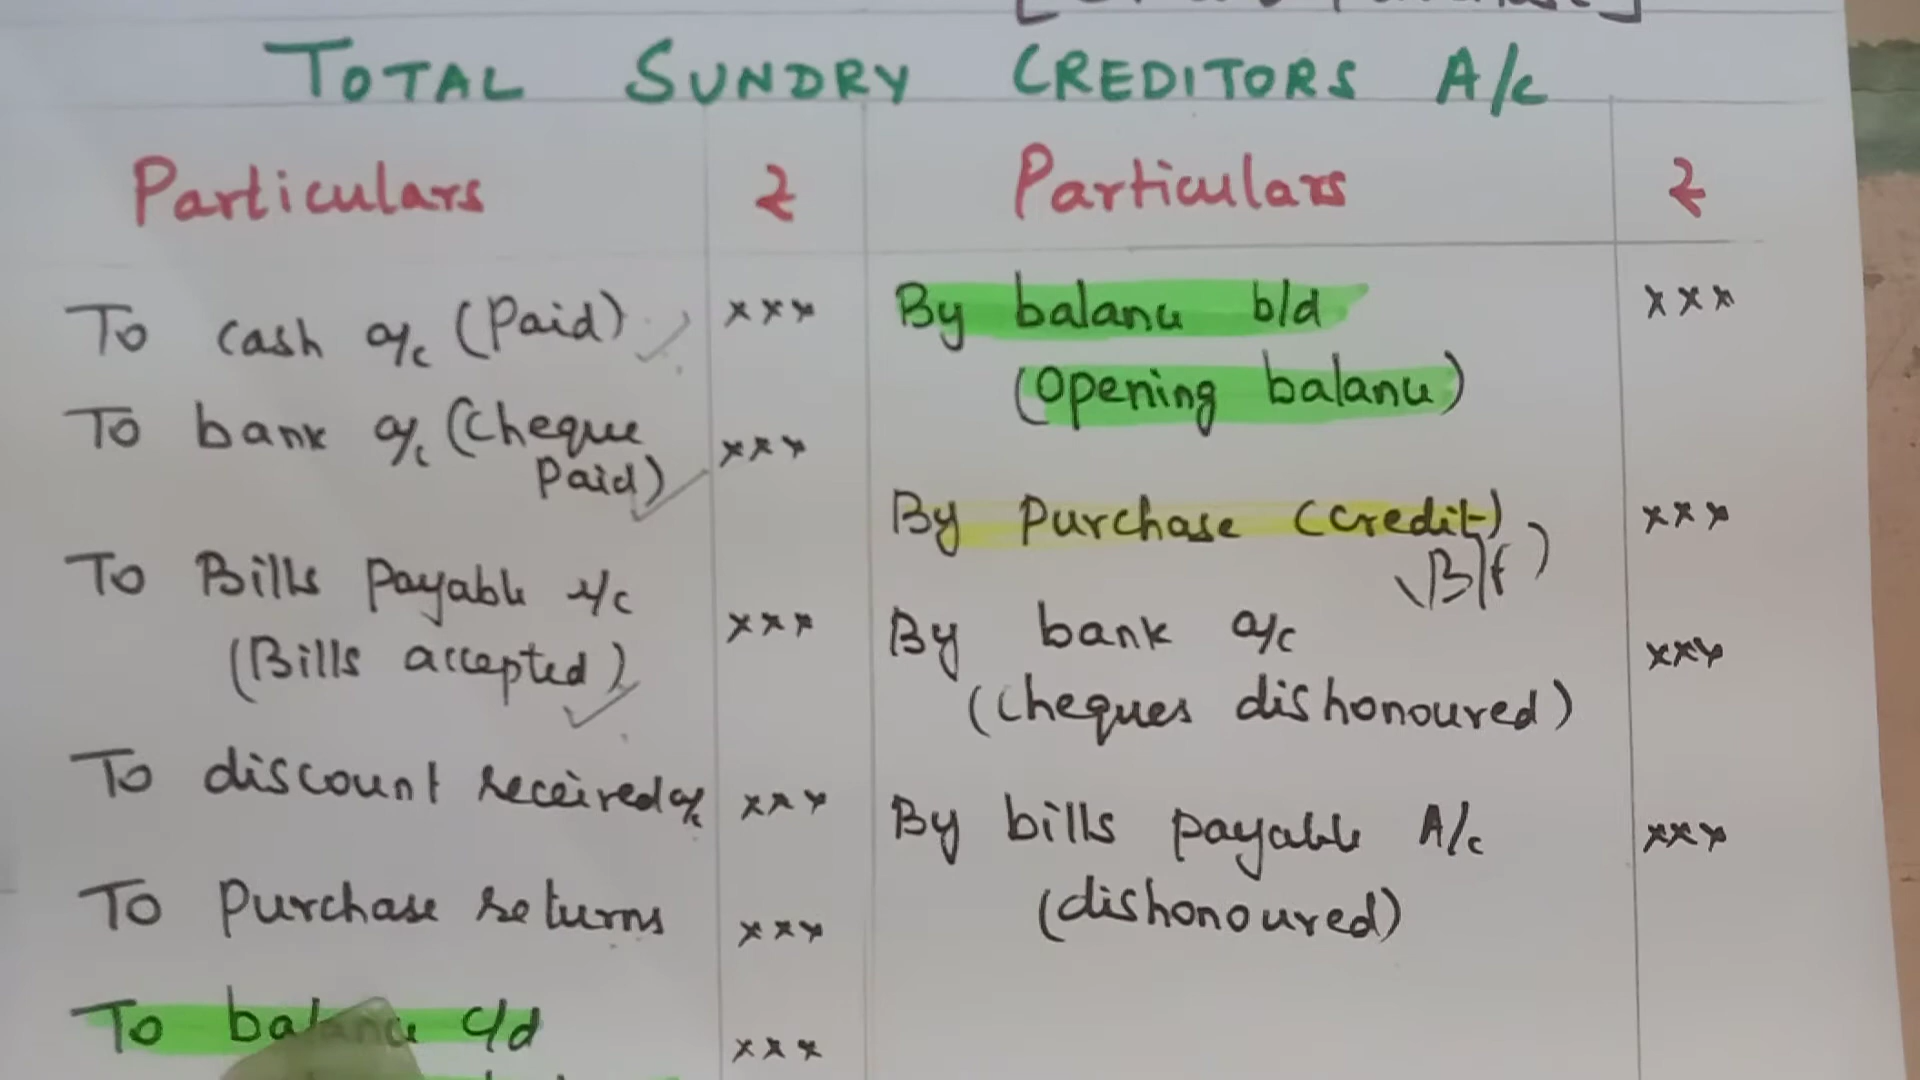 TOTAL SUNDRY CREDITORS A/c
Particulars ₹ Particulars ₹
To cash a/c (Paid) xxx
To bank a/c (Cheque xxx
Paid)
To Bills payable a/c
(Bills accepted) xxx
To discount received a/c xxx
To Purchase returns xxx
To balance c/d xxx
By balance b/d xxx
(Opening balance)
By Purchase (credit) xxx
(B/f)
By bank a/c xxx
(Cheques dishonoured)
By bills payable A/c xxx
(dishonoured)